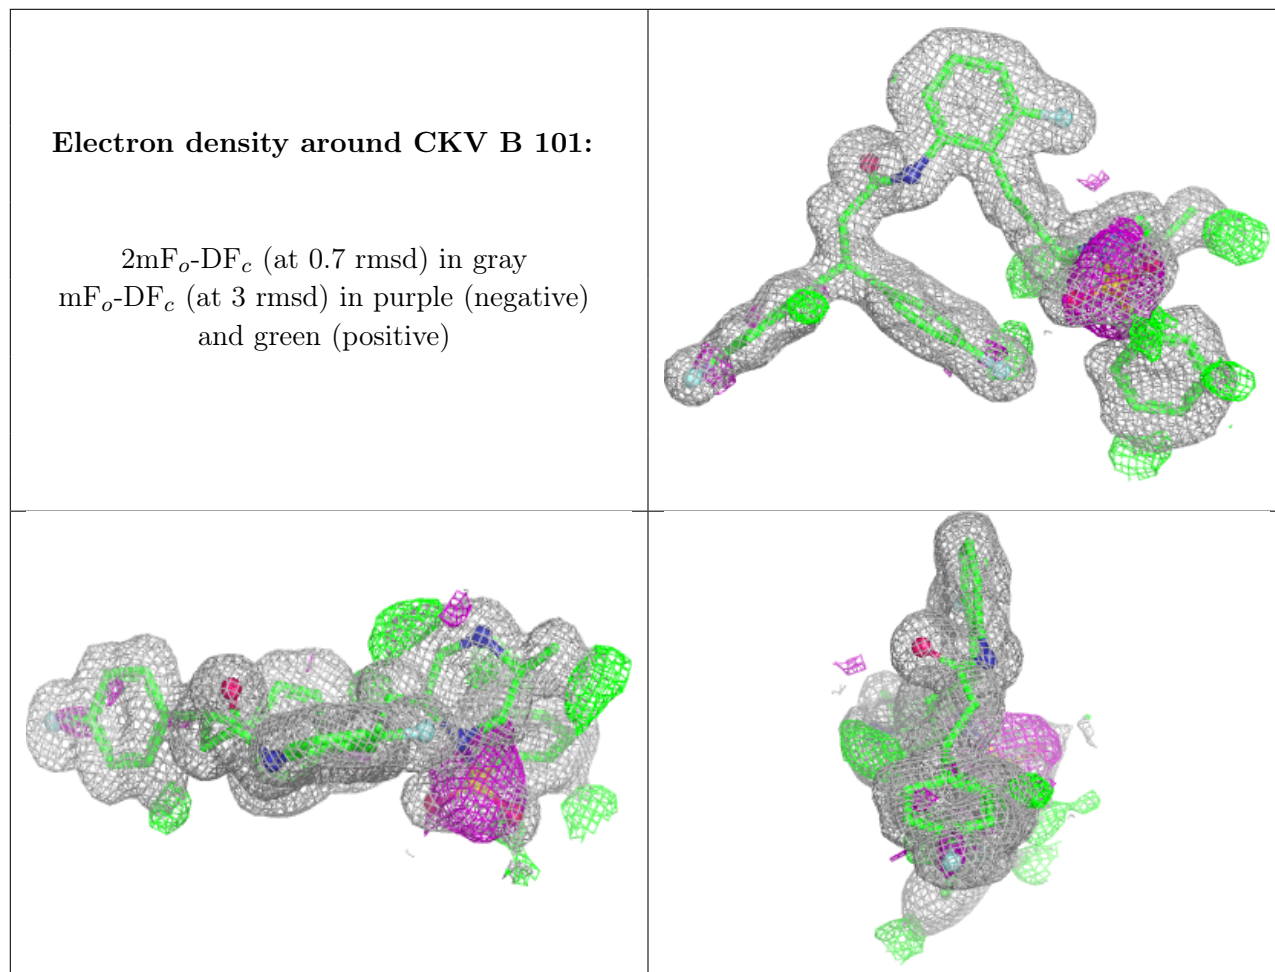 Electron density around CKV B 101:
2mFo-DFc (at 0.7 rmsd) in gray
mFo-DFc (at 3 rmsd) in purple (negative)
and green (positive)